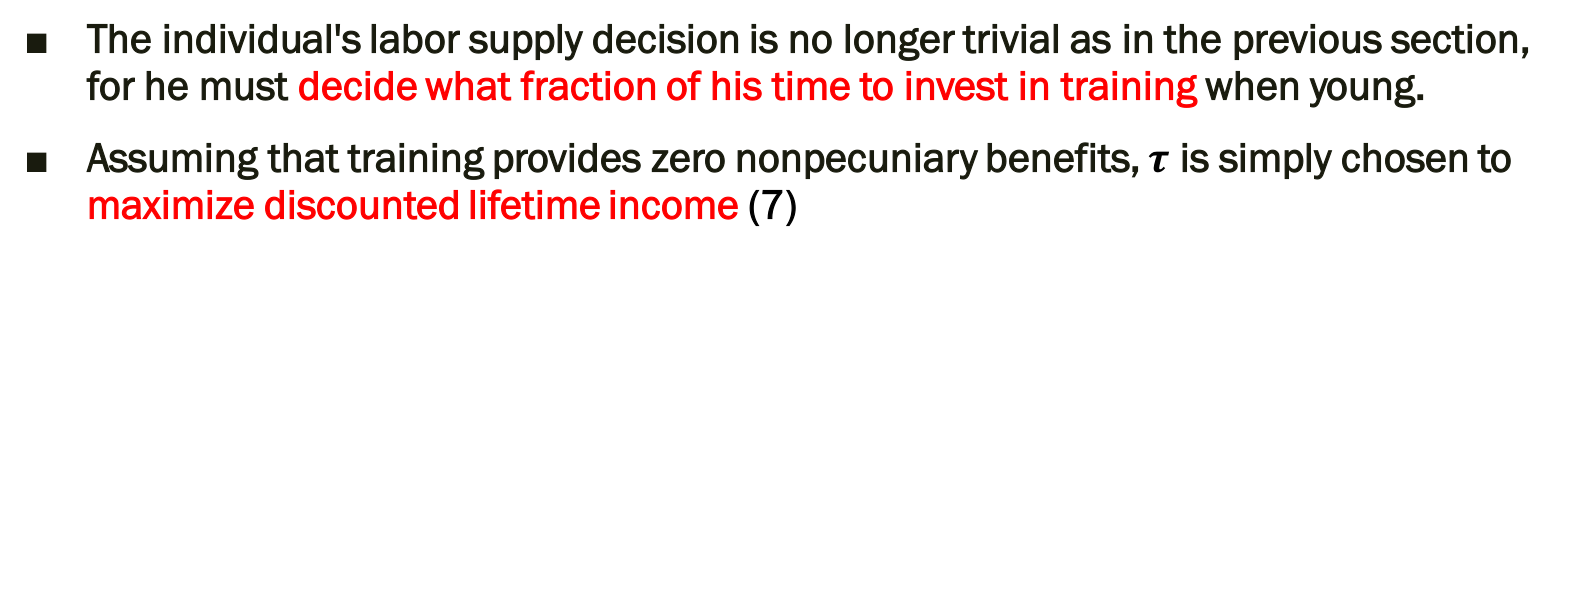 ■ The individual's labor supply decision is no longer trivial as in the previous section,
for he must decide what fraction of his time to invest in training when young.
■ Assuming that training provides zero nonpecuniary benefits, 𝝉 is simply chosen to
maximize discounted lifetime income (7)